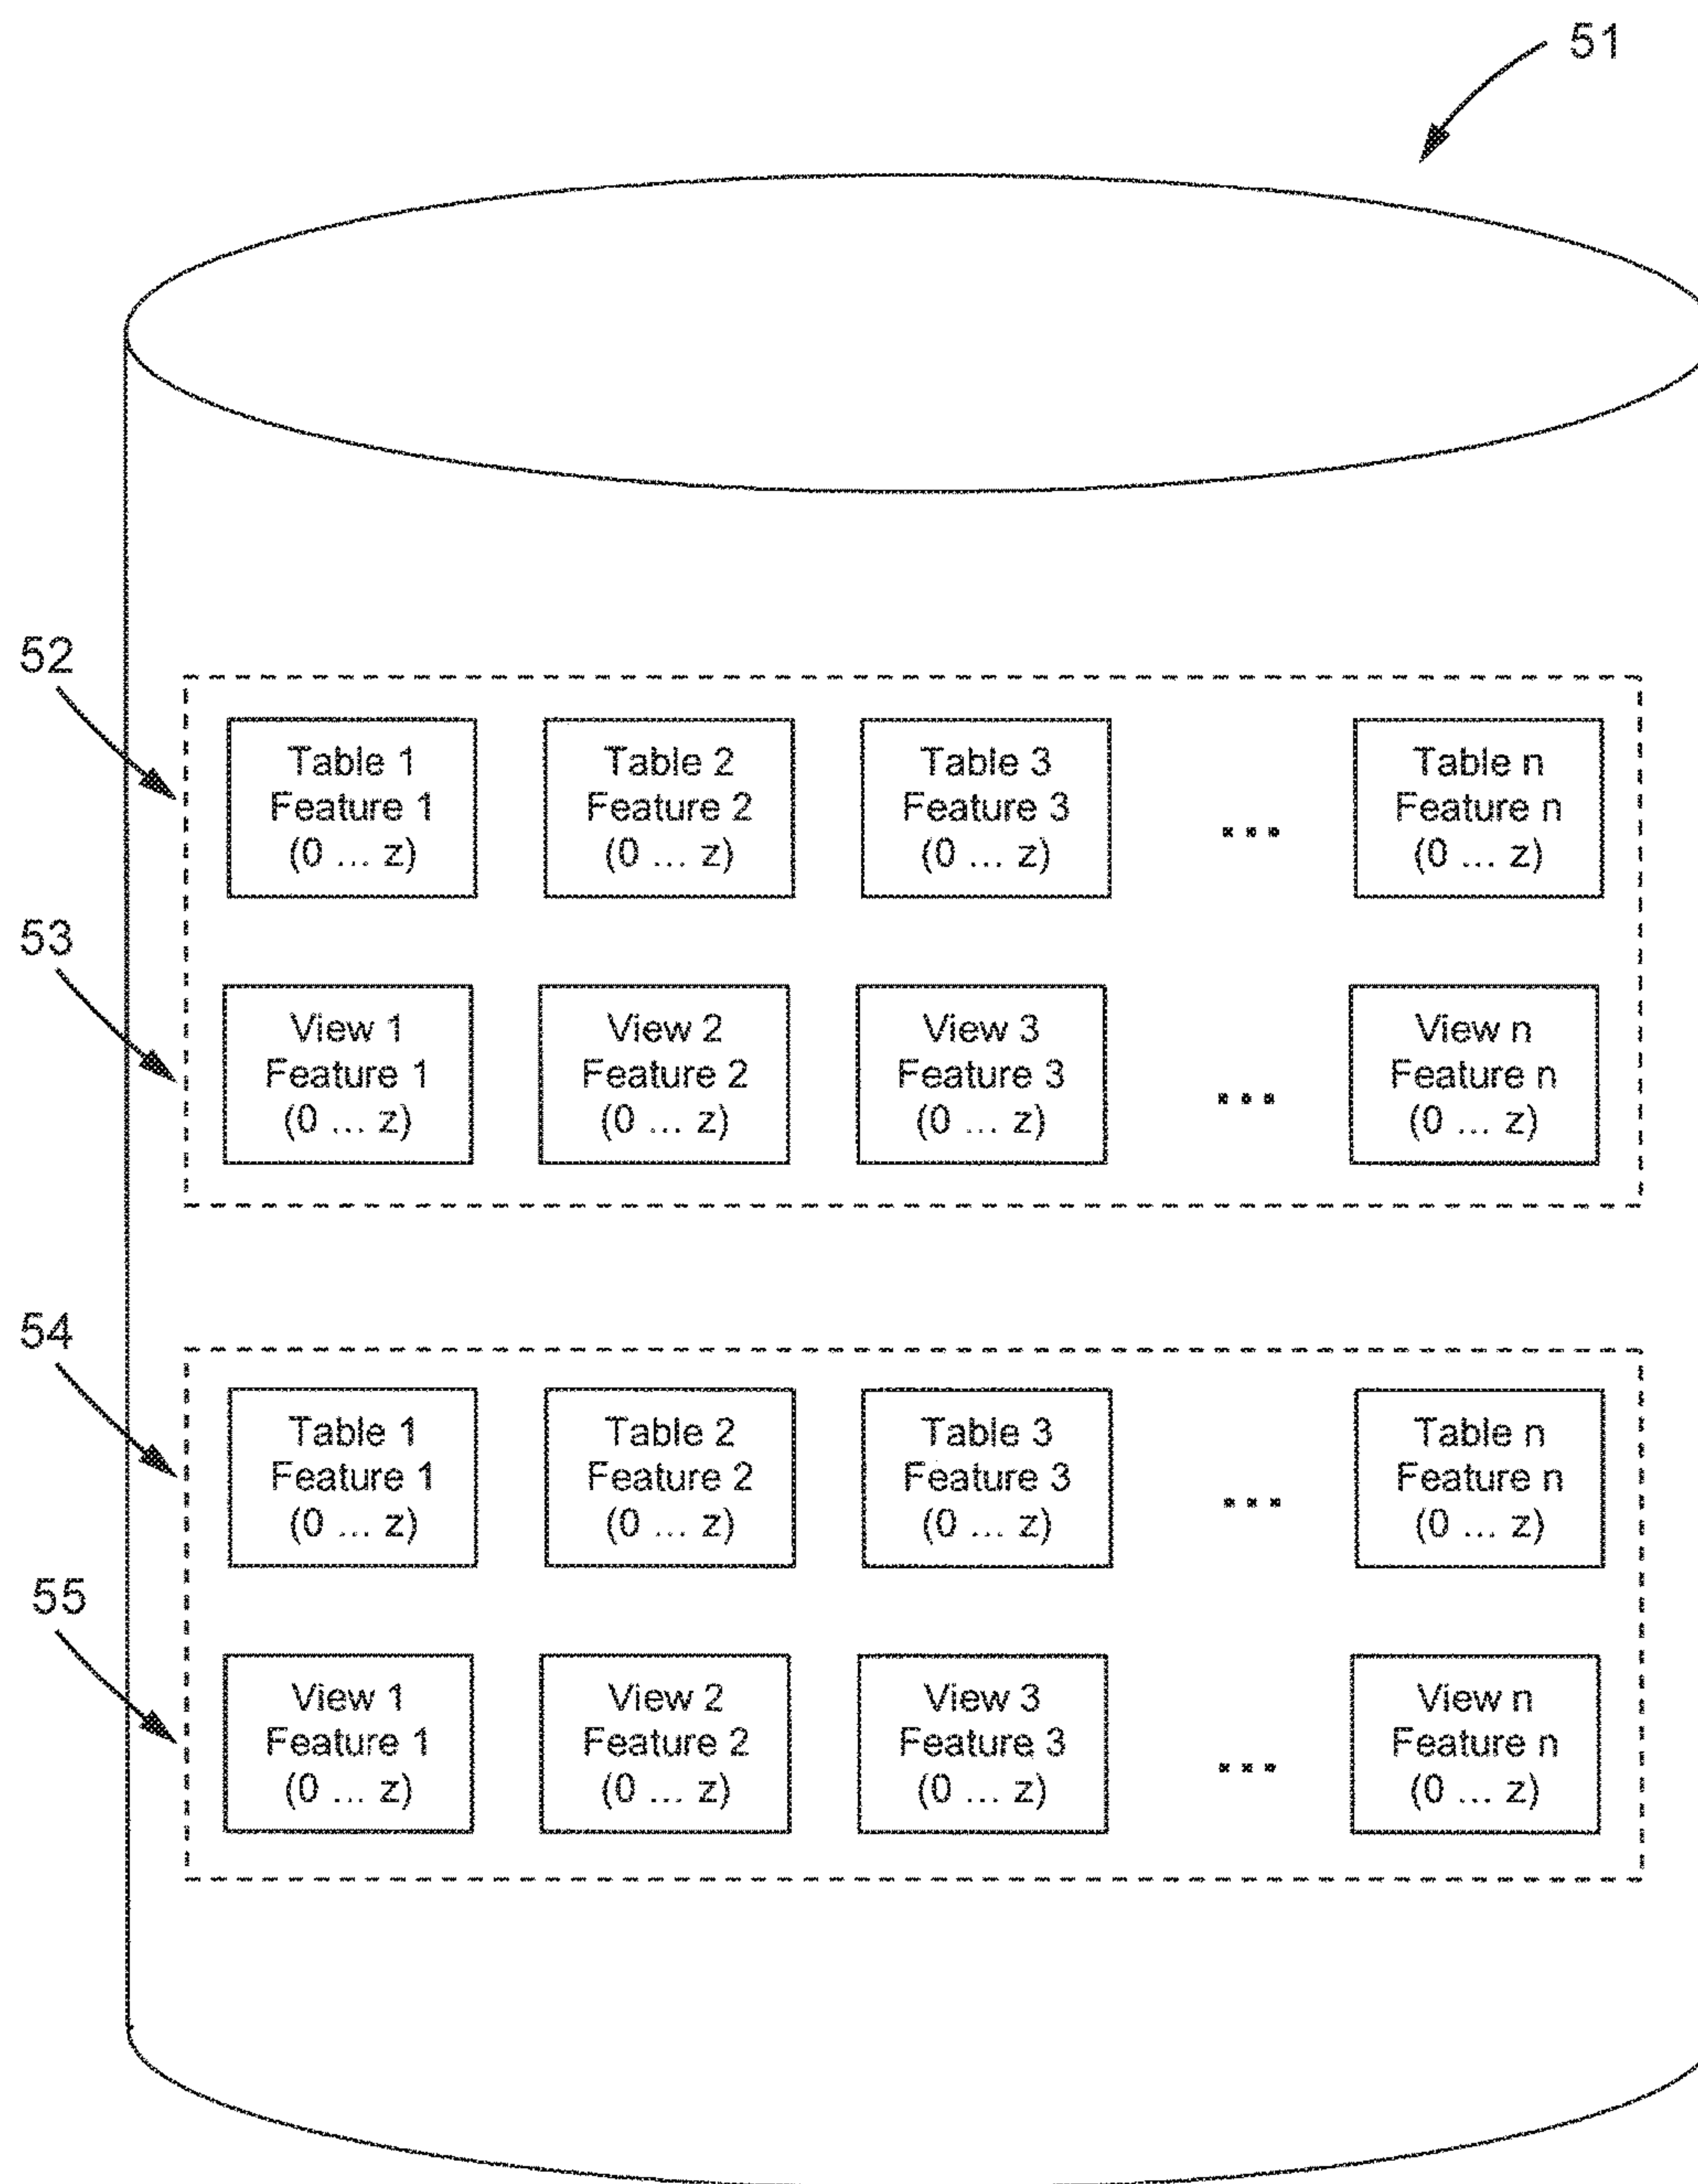 51
52
Table 1 Table 2 Table 3 Table n
Feature 1 Feature 2 Feature 3 ... Feature n
(0 ... z) (0 ... z) (0 ... z) (0 ... z)
53
View 1 View 2 View 3 View n
Feature 1 Feature 2 Feature 3 ... Feature n
(0 ... z) (0 ... z) (0 ... z) (0 ... z)
54
Table 1 Table 2 Table 3 Table n
Feature 1 Feature 2 Feature 3 ... Feature n
(0 ... z) (0 ... z) (0 ... z) (0 ... z)
55
View 1 View 2 View 3 View n
Feature 1 Feature 2 Feature 3 ... Feature n
(0 ... z) (0 ... z) (0 ... z) (0 ... z)